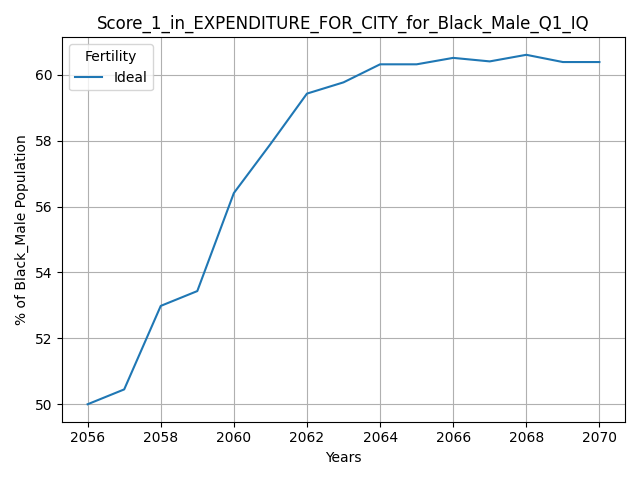 Score_1_in_EXPENDITURE_FOR_CITY_for_Black_Male_Q1_IQ
Fertility
Ideal
% of Black_Male Population
60
58
56
54
52
50
2056 2058 2060 2062 2064 2066 2068 2070
Years